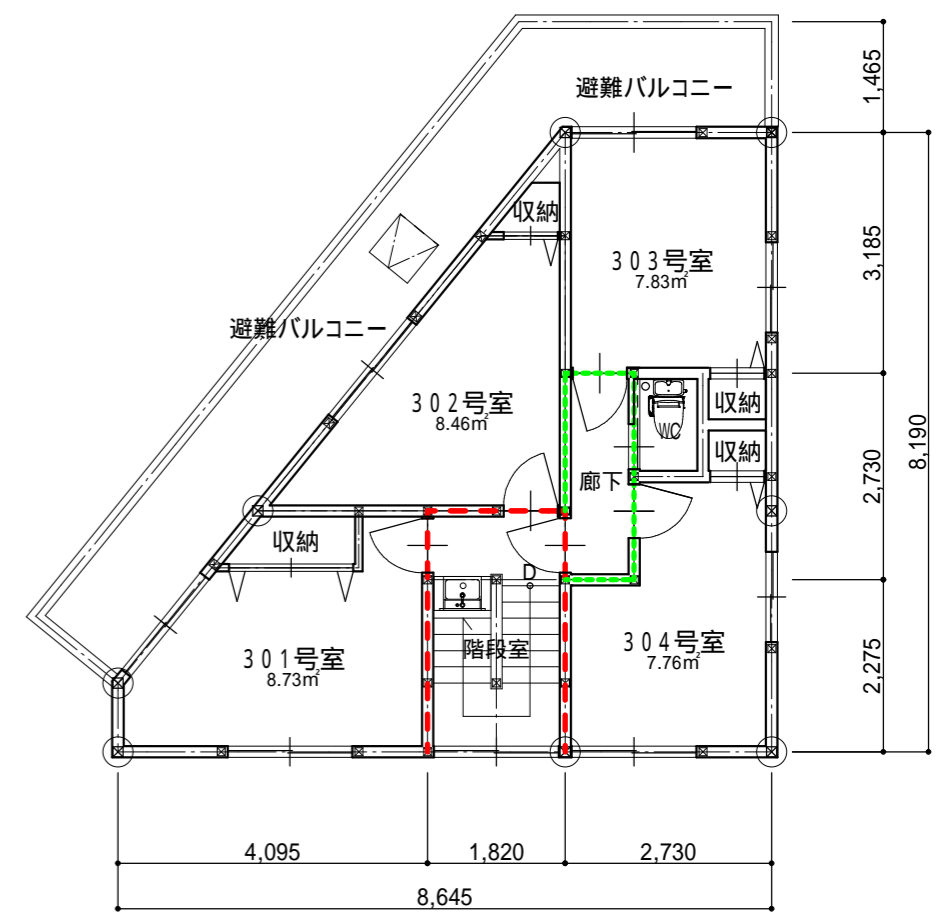 避難バルコニー
1,465
収納
303号室
7.83㎡
3,185
8,190
避難バルコニー
302号室
8.46㎡
WC
収納
収納
2,730
廊下
収納
D
301号室
8.73㎡
階段室
304号室
7.76㎡
2,275
4,095
1,820
2,730
8,645